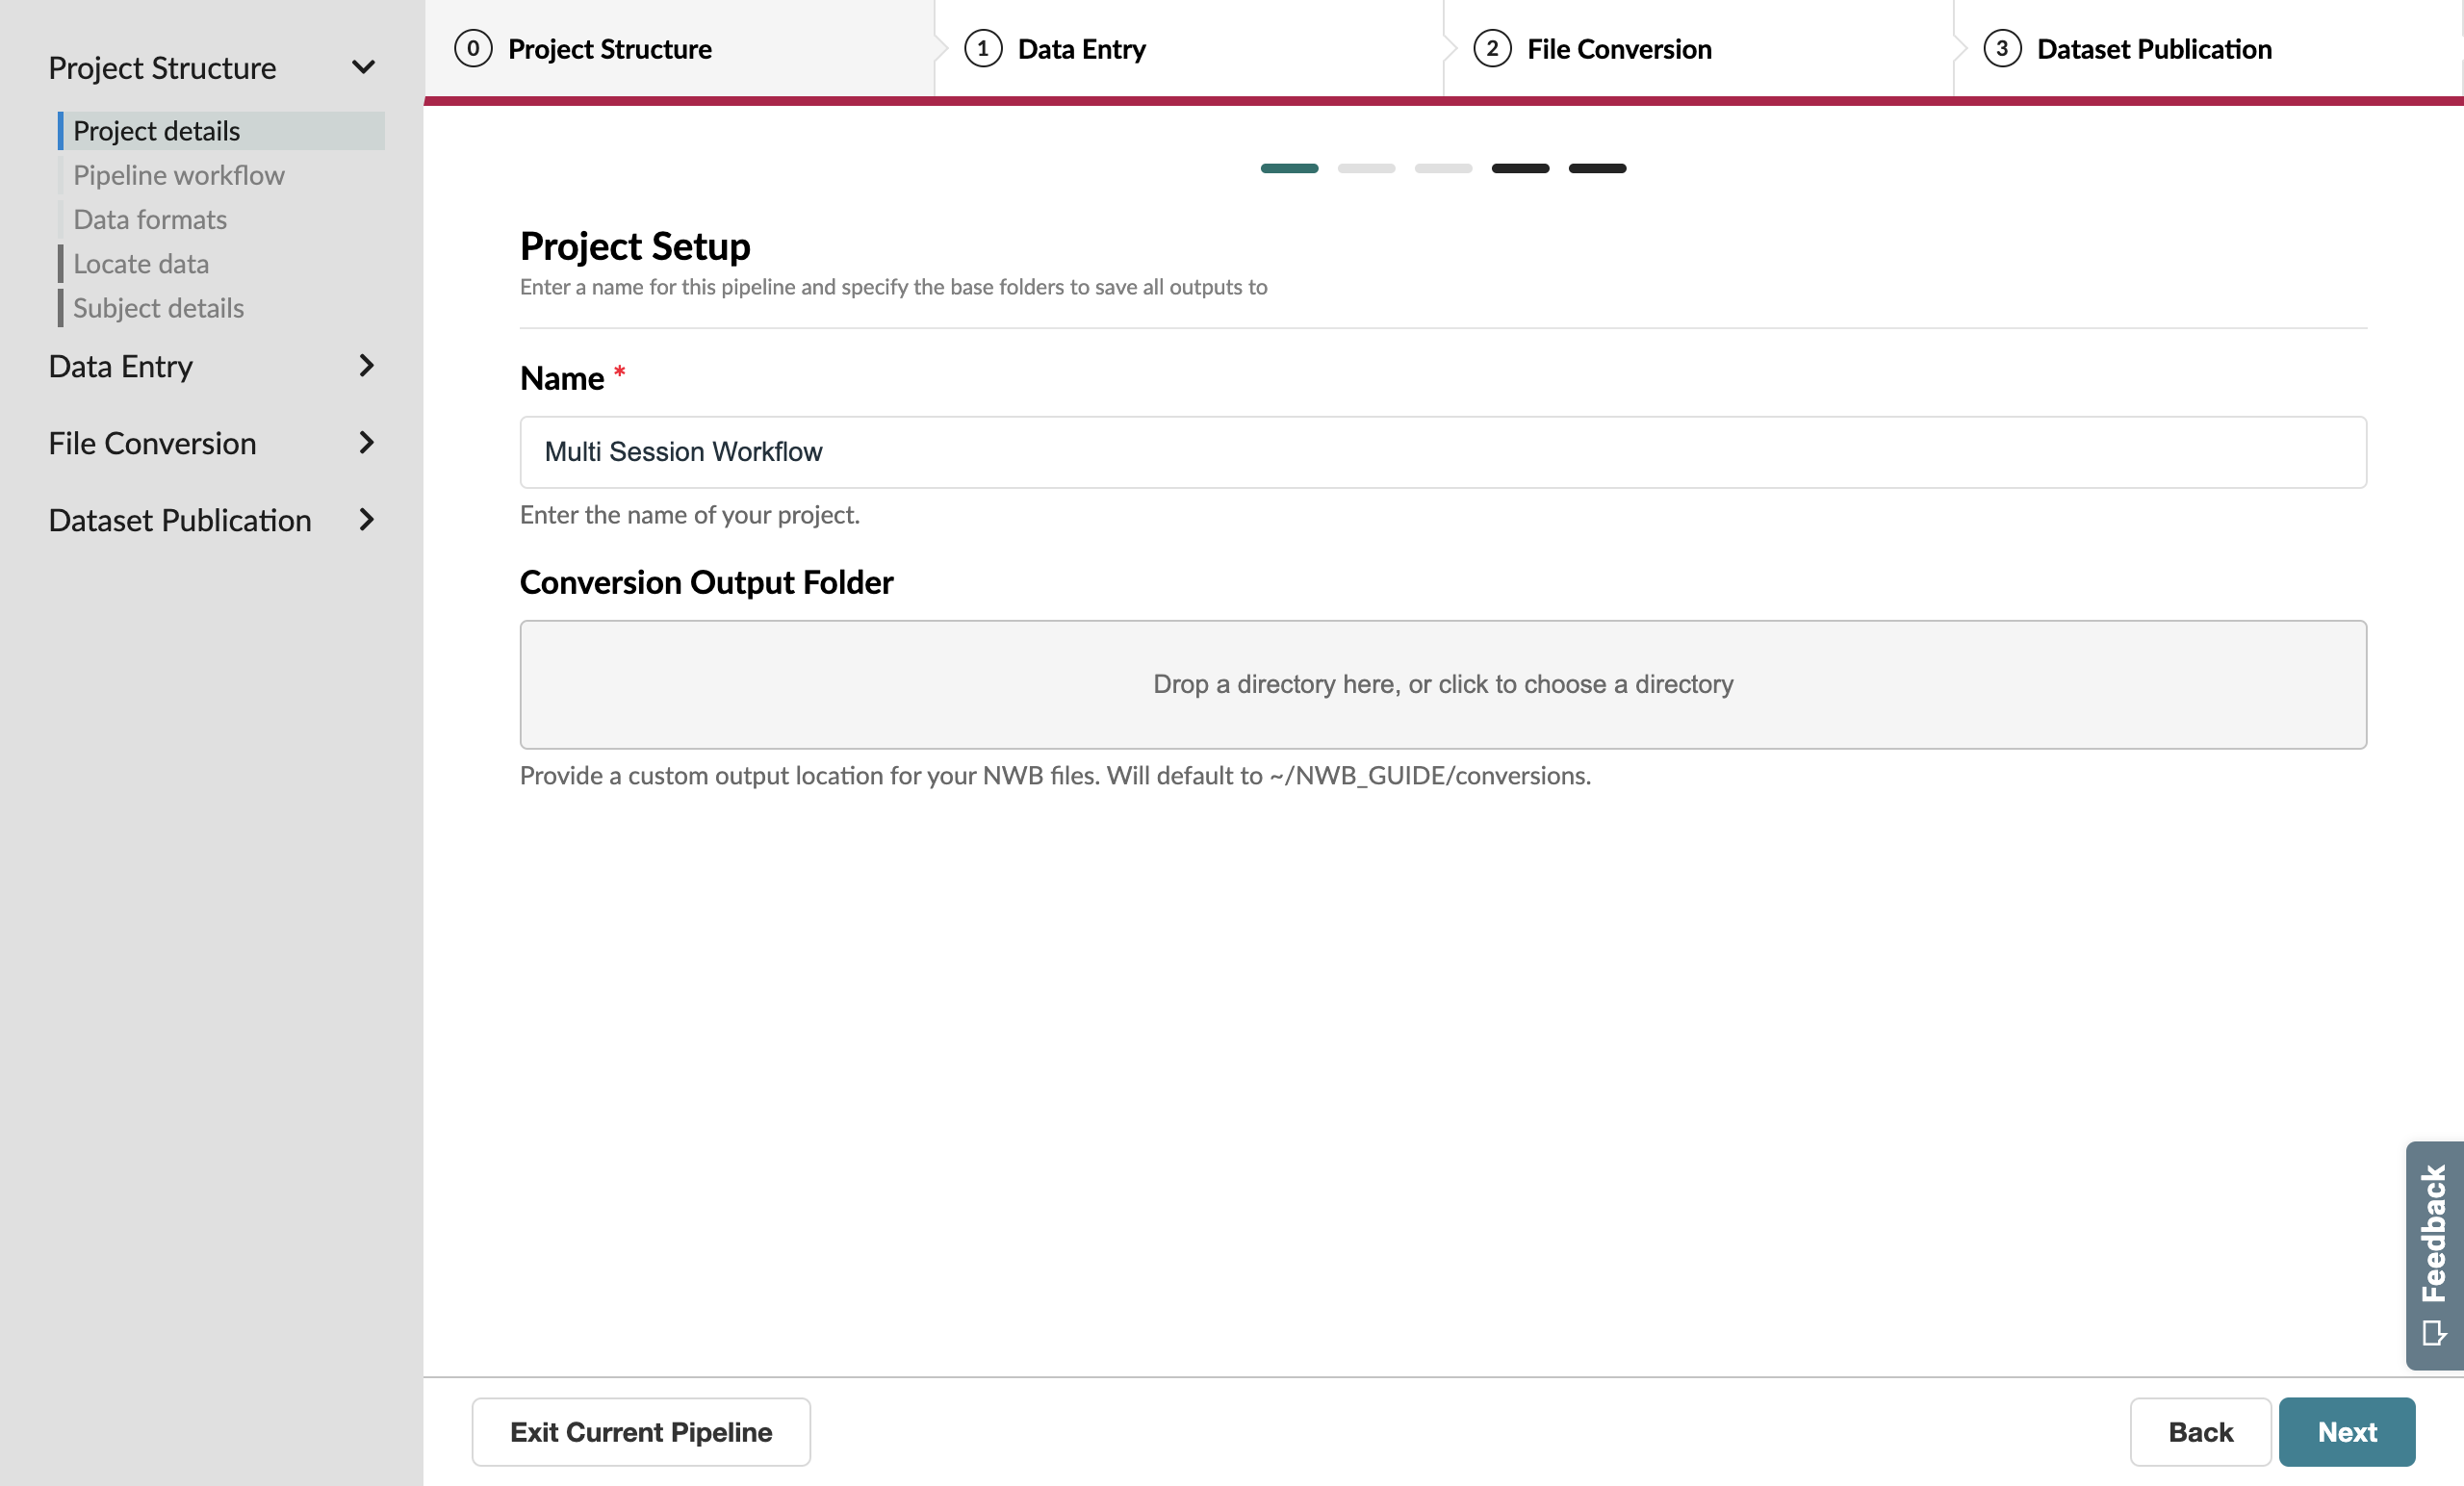 Project Structure
Project details
Pipeline workflow
Data formats
Locate data
Subject details
Data Entry
File Conversion
Dataset Publication
0 Project Structure
1 Data Entry
2 File Conversion
3 Dataset Publication
Project Setup
Enter a name for this pipeline and specify the base folders to save all outputs to
Name *
Multi Session Workflow
Enter the name of your project.
Conversion Output Folder
Drop a directory here, or click to choose a directory
Provide a custom output location for your NWB files. Will default to ~/NWB_GUIDE/conversions.
Feedback
Exit Current Pipeline
Back
Next